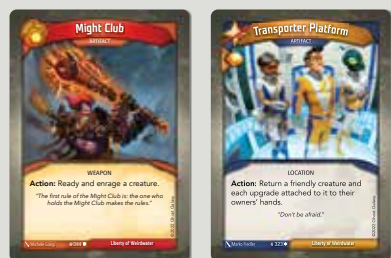 Might Club
ARTIFACT
WEAPON
Action: Ready and enrage a creature.
"The first rule of the Might Club is: the one who
holds the Might Club makes the rules."
Liberty of Weirdwater
Transporter Platform
ARTIFACT
LOCATION
Action: Return a friendly creature and
each upgrade attached to it to their
owners' hands.
"Don't be afraid."
Liberty of Weirdwater